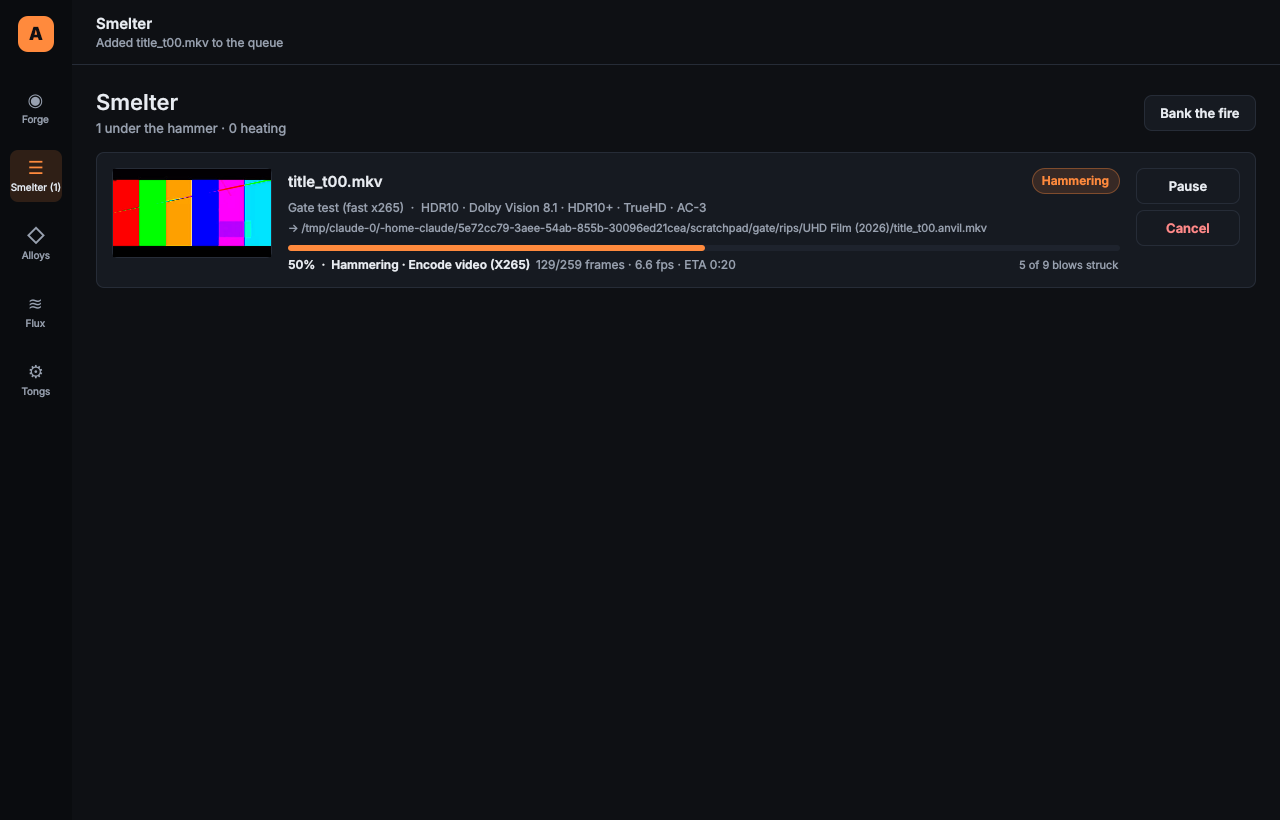 A
Smelter
Added title_t00.mkv to the queue
Forge
Smelter (1)
Alloys
Flux
Tongs
Smelter
1 under the hammer · 0 heating
Bank the fire
title_t00.mkv
Hammering
Gate test (fast x265) · HDR10 · Dolby Vision 8.1 · HDR10+ · TrueHD · AC-3
→ /tmp/claude-0/-home-claude/5e72cc79-3aee-54ab-855b-30096ed21cea/scratchpad/gate/rips/UHD Film (2026)/title_t00.anvil.mkv
50% · Hammering · Encode video (X265) 129/259 frames · 6.6 fps · ETA 0:20
5 of 9 blows struck
Pause
Cancel